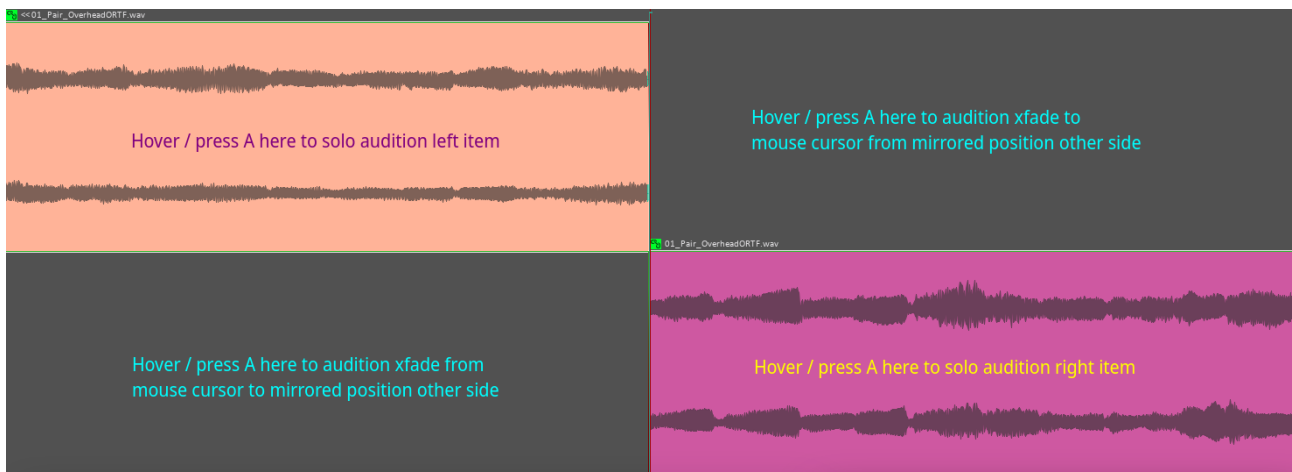 <<01_Pair_OverheadORTF.wav
Hover / press A here to solo audition left item
Hover / press A here to audition xfade to
mouse cursor from mirrored position other side
01_Pair_OverheadORTF.wav
Hover / press A here to audition xfade from
mouse cursor to mirrored position other side
Hover / press A here to solo audition right item